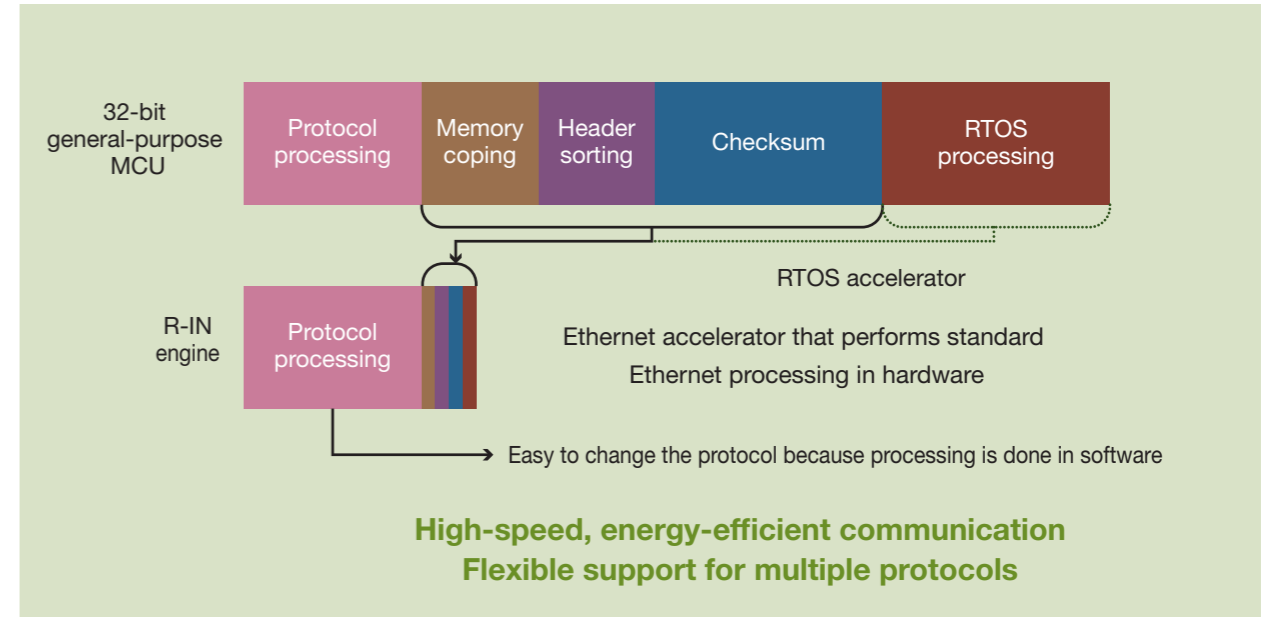 32-bit
general-purpose
MCU
Protocol
processing
Memory
coping
Header
sorting
Checksum
RTOS
processing
RTOS accelerator
R-IN
engine
Protocol
processing
Ethernet accelerator that performs standard
Ethernet processing in hardware
Easy to change the protocol because processing is done in software
High-speed, energy-efficient communication
Flexible support for multiple protocols